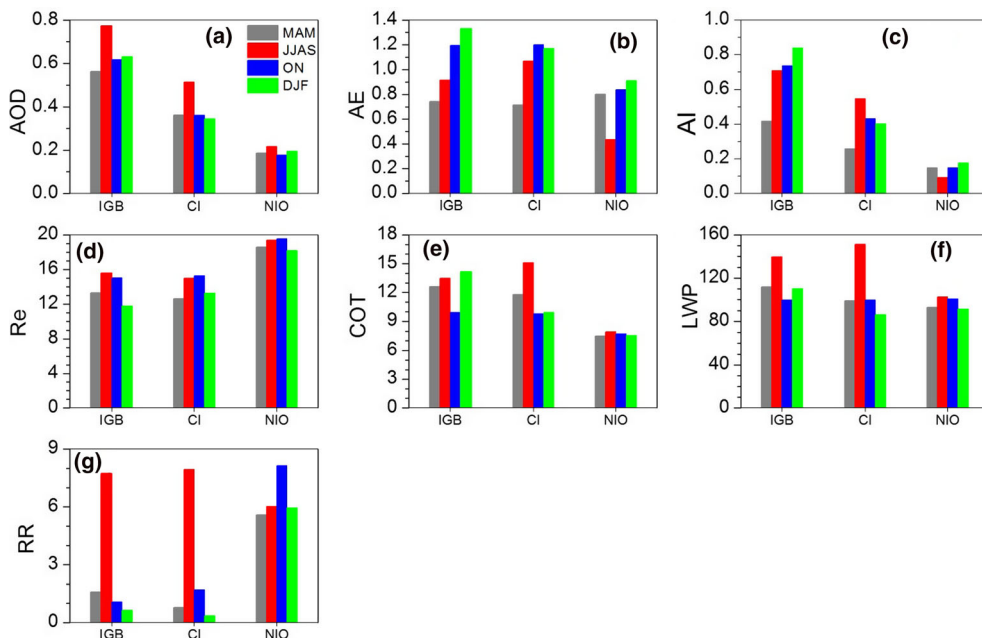 (a)
MAM
JJAS
ON
DJF
AOD
0.8
0.6
0.4
0.2
0.0
IGB CI NIO
(b)
AE
1.4
1.2
1.0
0.8
0.6
0.4
0.2
0.0
IGB CI NIO
(c)
AI
1.0
0.8
0.6
0.4
0.2
0.0
IGB CI NIO
(d)
Re
20
16
12
8
4
0
IGB CI NIO
(e)
COT
18
15
12
9
6
3
0
IGB CI NIO
(f)
LWP
160
120
80
40
0
IGB CI NIO
(g)
RR
9
6
3
0
IGB CI NIO